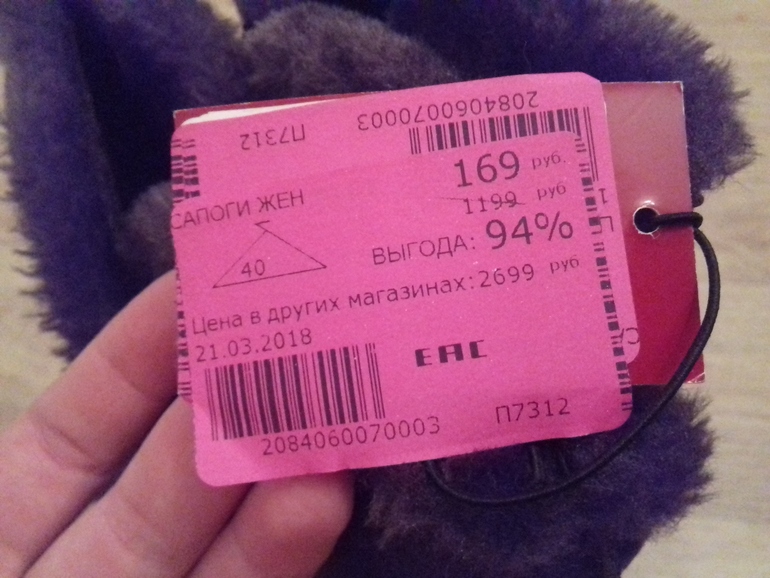 2084060070003
П7312
169 руб.
1199 руб
САПОГИ ЖЕН
ВЫГОДА: 94%
40
Цена в других магазинах: 2699 руб
21.03.2018
ЕАС
2084060070003
П7312